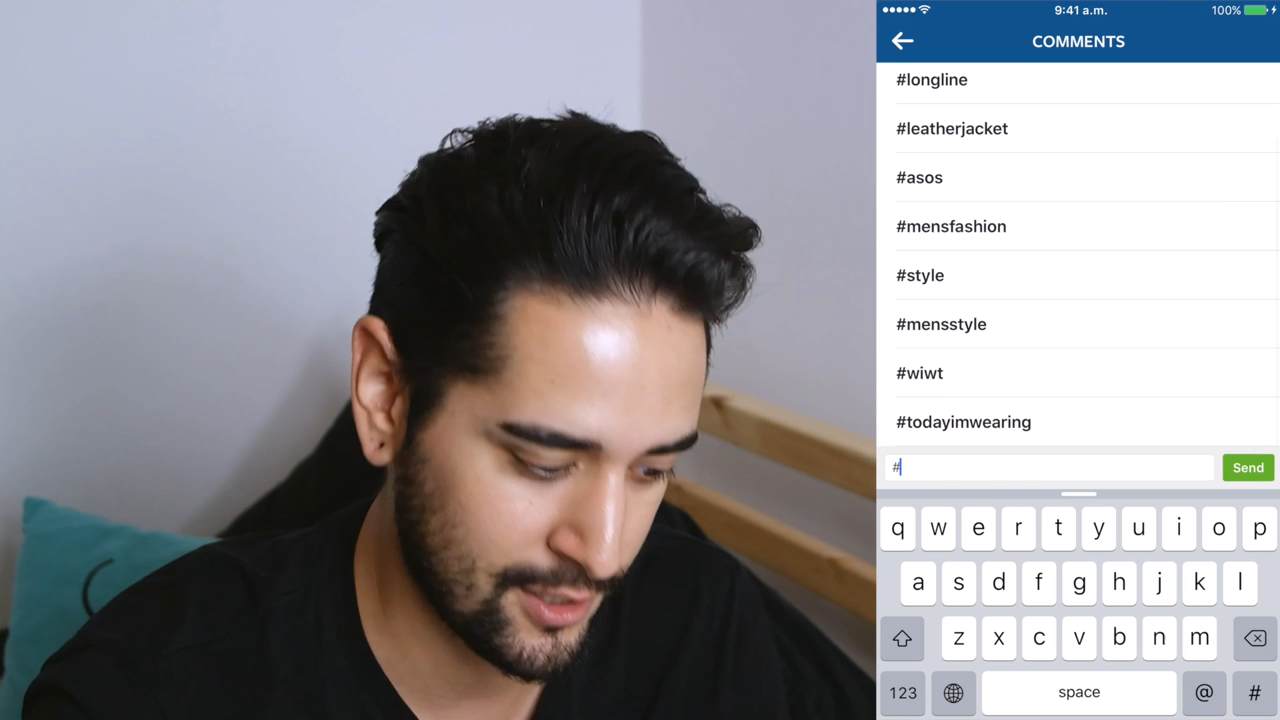 9:41 a.m.
100%
COMMENTS
#longline
#leatherjacket
#asos
#mensfashion
#style
#mensstyle
#wiwt
#todayimwearing
#
Send
q w e r t y u i o p
a s d f g h j k l
z x c v b n m
123
space
@
#